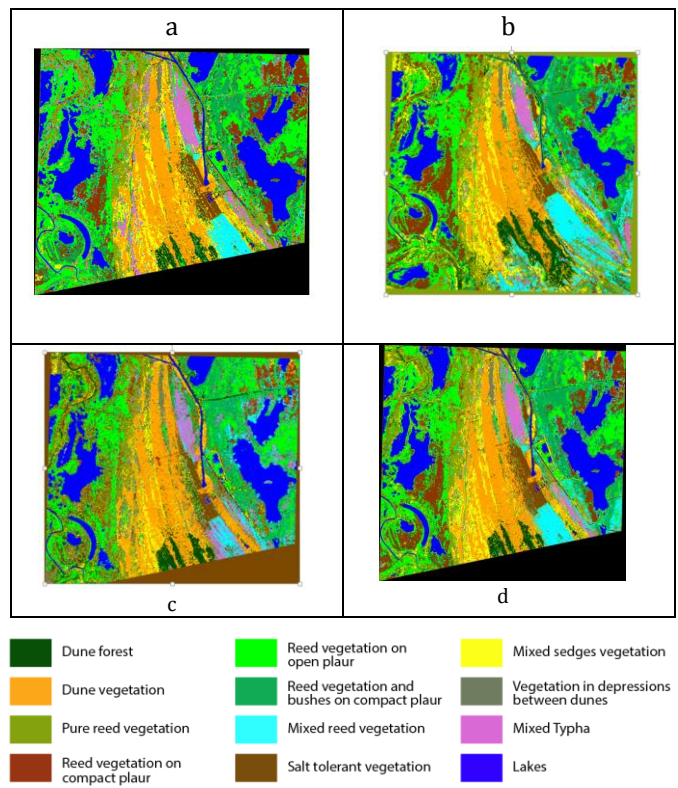 a
b
c
d
Dune forest
Dune vegetation
Pure reed vegetation
Reed vegetation on
compact plaur
Reed vegetation on
open plaur
Reed vegetation and
bushes on compact plaur
Mixed reed vegetation
Salt tolerant vegetation
Mixed sedges vegetation
Vegetation in depressions
between dunes
Mixed Typha
Lakes